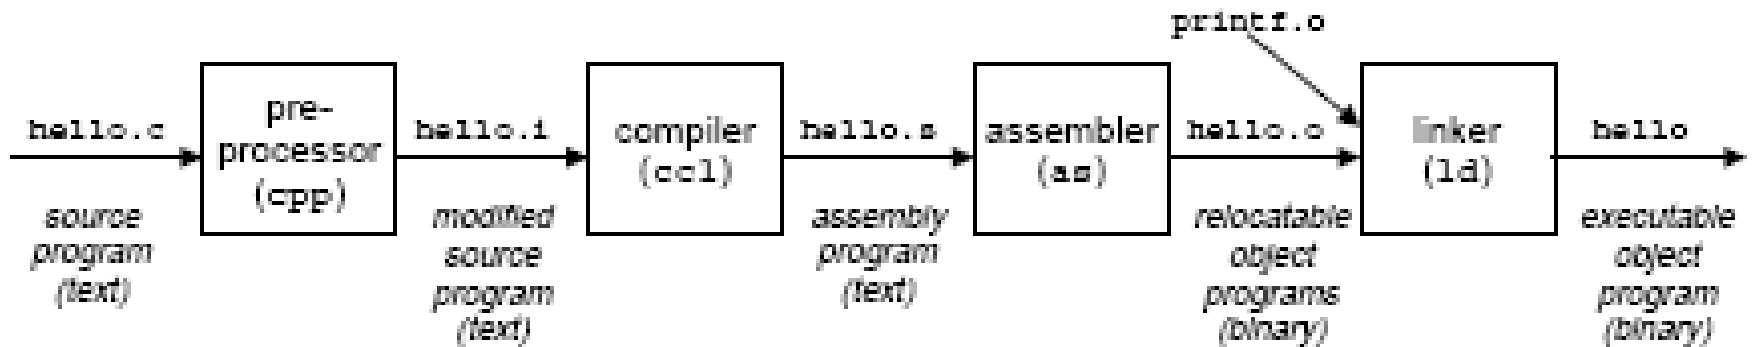 printf.o
hello.c
pre-
processor
(cpp)
hello.i
compiler
(cc1)
hello.s
assembler
(as)
hello.o
linker
(ld)
hello
source
program
(text)
modified
source
program
(text)
assembly
program
(text)
relocatable
object
programs
(binary)
executable
object
program
(binary)